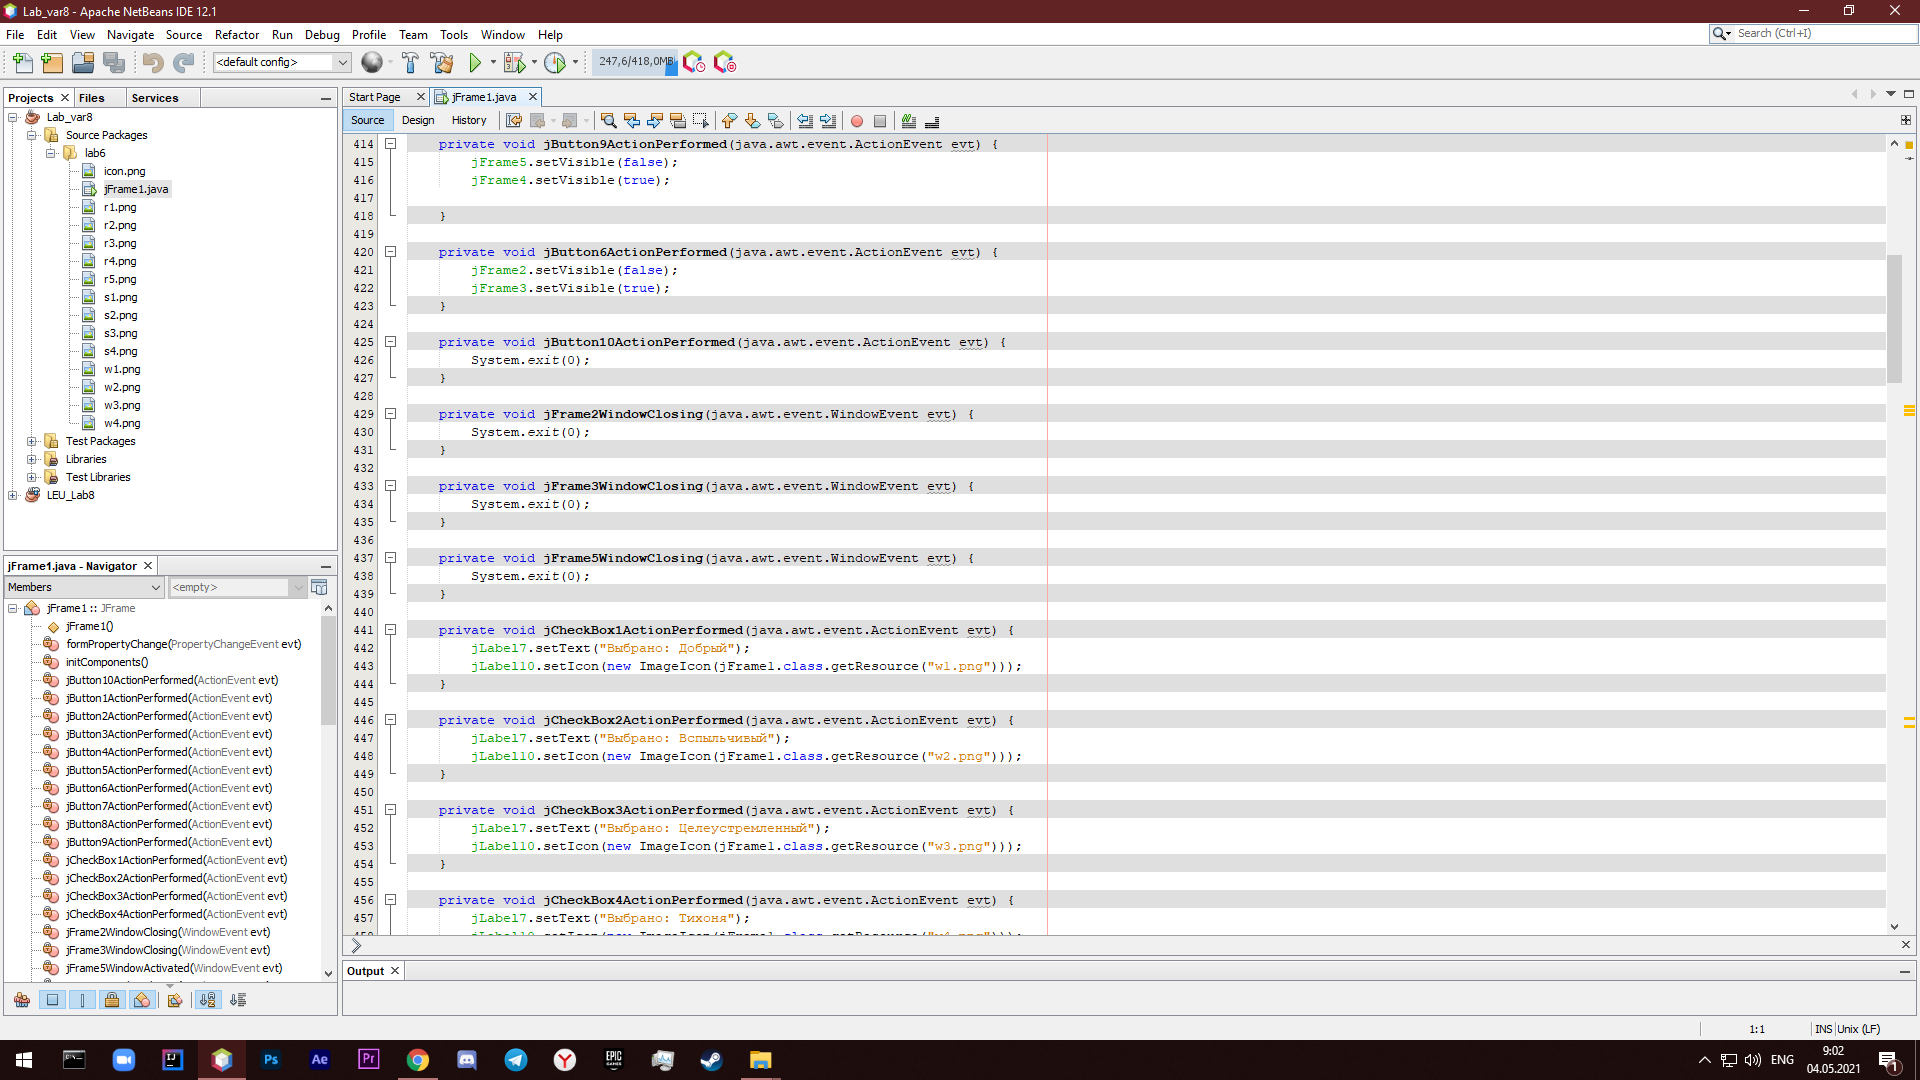 Lab_var8 - Apache NetBeans IDE 12.1
File Edit View Navigate Source Refactor Run Debug Profile Team Tools Window Help
Search (Ctrl+I)
<default config>
247,6/418,0MB
Projects Files Services
Lab_var8
Source Packages
lab6
icon.png
jFrame1.java
r1.png
r2.png
r3.png
r4.png
r5.png
s1.png
s2.png
s3.png
s4.png
w1.png
w2.png
w3.png
w4.png
Test Packages
Libraries
Test Libraries
LEU_Lab8
jFrame1.java - Navigator
Members <empty>
jFrame1 :: JFrame
jFrame1()
formPropertyChange(PropertyChangeEvent evt)
initComponents()
jButton10ActionPerformed(ActionEvent evt)
jButton1ActionPerformed(ActionEvent evt)
jButton2ActionPerformed(ActionEvent evt)
jButton3ActionPerformed(ActionEvent evt)
jButton4ActionPerformed(ActionEvent evt)
jButton5ActionPerformed(ActionEvent evt)
jButton6ActionPerformed(ActionEvent evt)
jButton7ActionPerformed(ActionEvent evt)
jButton8ActionPerformed(ActionEvent evt)
jButton9ActionPerformed(ActionEvent evt)
jCheckBox1ActionPerformed(ActionEvent evt)
jCheckBox2ActionPerformed(ActionEvent evt)
jCheckBox3ActionPerformed(ActionEvent evt)
jCheckBox4ActionPerformed(ActionEvent evt)
jFrame2WindowClosing(WindowEvent evt)
jFrame3WindowClosing(WindowEvent evt)
jFrame5WindowActivated(WindowEvent evt)
Start Page jFrame1.java
Source Design History
414 private void jButton9ActionPerformed(java.awt.event.ActionEvent evt) {
415 jFrame5.setVisible(false);
416 jFrame4.setVisible(true);
417
418 }
419
420 private void jButton6ActionPerformed(java.awt.event.ActionEvent evt) {
421 jFrame2.setVisible(false);
422 jFrame3.setVisible(true);
423 }
424
425 private void jButton10ActionPerformed(java.awt.event.ActionEvent evt) {
426 System.exit(0);
427 }
428
429 private void jFrame2WindowClosing(java.awt.event.WindowEvent evt) {
430 System.exit(0);
431 }
432
433 private void jFrame3WindowClosing(java.awt.event.WindowEvent evt) {
434 System.exit(0);
435 }
436
437 private void jFrame5WindowClosing(java.awt.event.WindowEvent evt) {
438 System.exit(0);
439 }
440
441 private void jCheckBox1ActionPerformed(java.awt.event.ActionEvent evt) {
442 jLabel7.setText("Выбрано: Добрый");
443 jLabel10.setIcon(new ImageIcon(jFrame1.class.getResource("w1.png")));
444 }
445
446 private void jCheckBox2ActionPerformed(java.awt.event.ActionEvent evt) {
447 jLabel7.setText("Выбрано: Вспыльчивый");
448 jLabel10.setIcon(new ImageIcon(jFrame1.class.getResource("w2.png")));
449 }
450
451 private void jCheckBox3ActionPerformed(java.awt.event.ActionEvent evt) {
452 jLabel7.setText("Выбрано: Целеустремленный");
453 jLabel10.setIcon(new ImageIcon(jFrame1.class.getResource("w3.png")));
454 }
455
456 private void jCheckBox4ActionPerformed(java.awt.event.ActionEvent evt) {
457 jLabel7.setText("Выбрано: Тихоня");
Output
1:1 INS Unix (LF)
Ps Ae Pr EPIC GAMES
ENG 9:02
04.05.2021
1